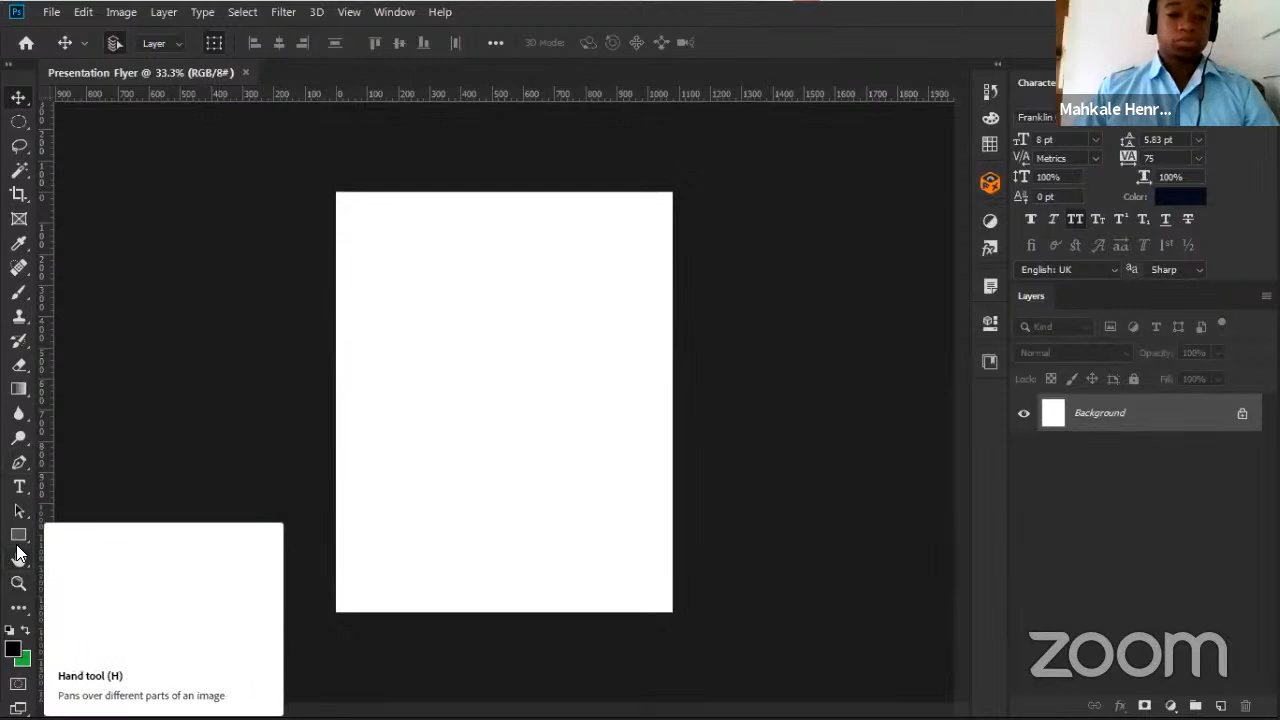 Ps File Edit Image Layer Type Select Filter 3D View Window Help
Layer 3D Mode:
Presentation Flyer @ 33.3% (RGB/8#) ×
900 800 700 600 500 400 300 200 100 0 100 200 300 400 500 600 700 800 900 1000 1100 1200 1300 1400 1500 1600 1700 1800 1900
Mahkale Henr...
Characte
Franklin
8 pt 5.83 pt
Metrics 75
100% 100%
0 pt Color:
English: UK Sharp
Layers
Kind
Normal Opacity: 100%
Lock: Fill: 100%
Background
Hand tool (H)
Pans over different parts of an image
zoom